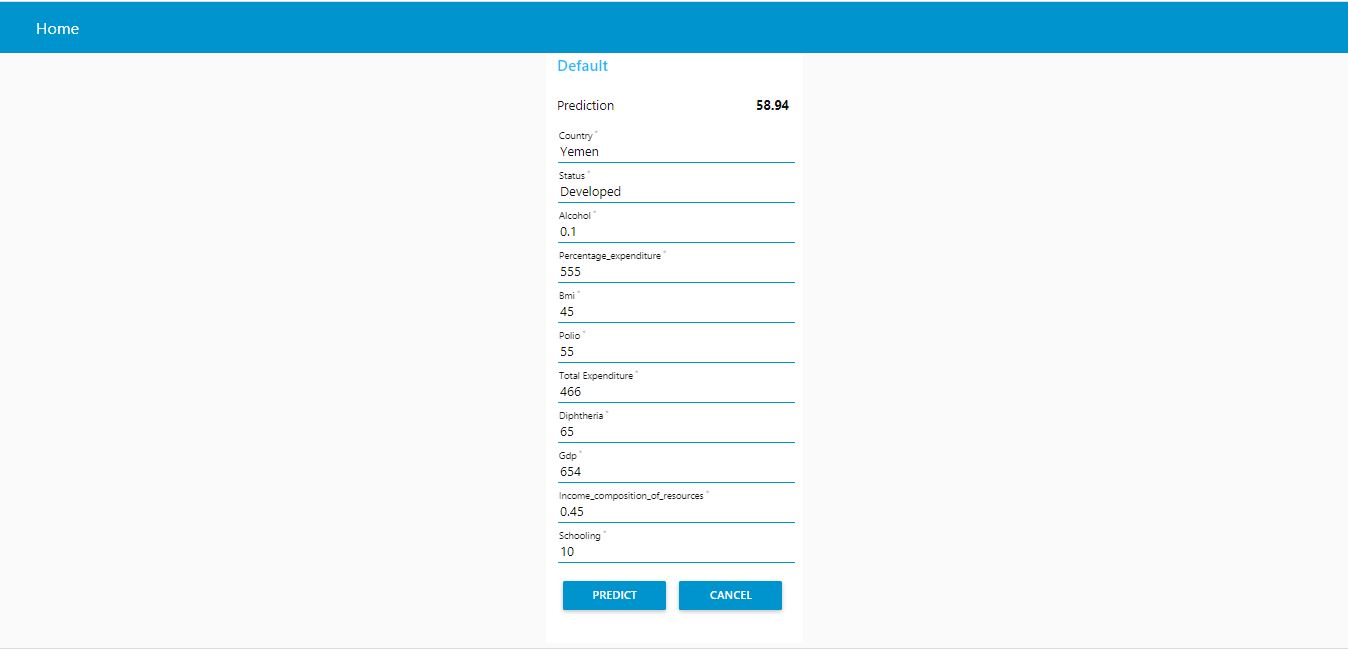 Home
Default
Prediction 58.94
Country *
Yemen
Status *
Developed
Alcohol *
0.1
Percentage_expenditure *
555
Bmi *
45
Polio *
55
Total Expenditure *
466
Diphtheria *
65
Gdp *
654
Income_composition_of_resources *
0.45
Schooling *
10
PREDICT CANCEL